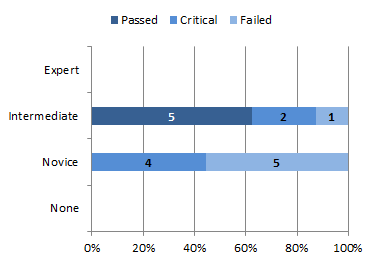 Passed Critical Failed
Expert
Intermediate 5 2 1
Novice 4 5
None
0% 20% 40% 60% 80% 100%